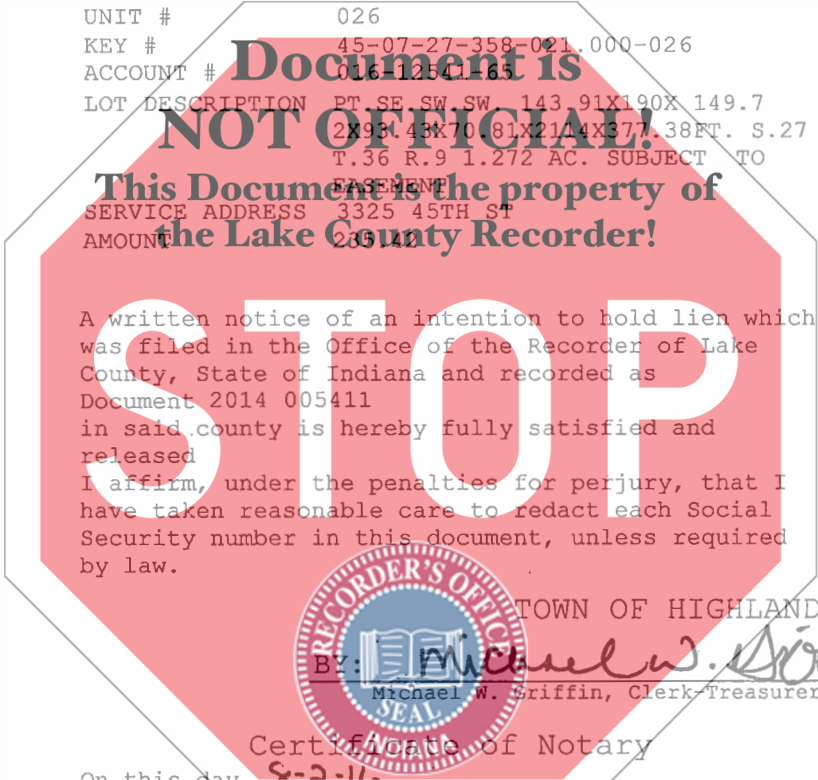 UNIT # 026
KEY # 45-07-27-358-021.000-026
ACCOUNT # 016-12541-65
Document is
LOT DESCRIPTION PT.SE.SW.SW. 143.91X190X 149.7
NOT OFFICIAL!
2X93.43X70.81X2114X377.38FT. S.27
T.36 R.9 1.272 AC. SUBJECT TO
EASEMENT
This Document is the property of
SERVICE ADDRESS 3325 45TH ST
the Lake County Recorder!
AMOUNT 235.42
STOP
A written notice of an intention to hold lien which
was filed in the Office of the Recorder of Lake
County, State of Indiana and recorded as
Document 2014 005411
in said county is hereby fully satisfied and
released
I affirm, under the penalties for perjury, that I
have taken reasonable care to redact each Social
Security number in this document, unless required
by law.
RECORDER'S OFFICE
SEAL
INDIANA
TOWN OF HIGHLAND
BY: Michael W.
Michael W. Griffin, Clerk-Treasurer
Certificate of Notary
On this day 8-2-16